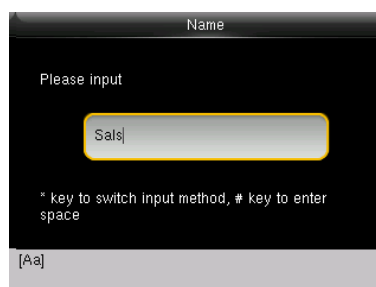 Name
Please input
Sals
* key to switch input method, # key to enter
space
[Aa]